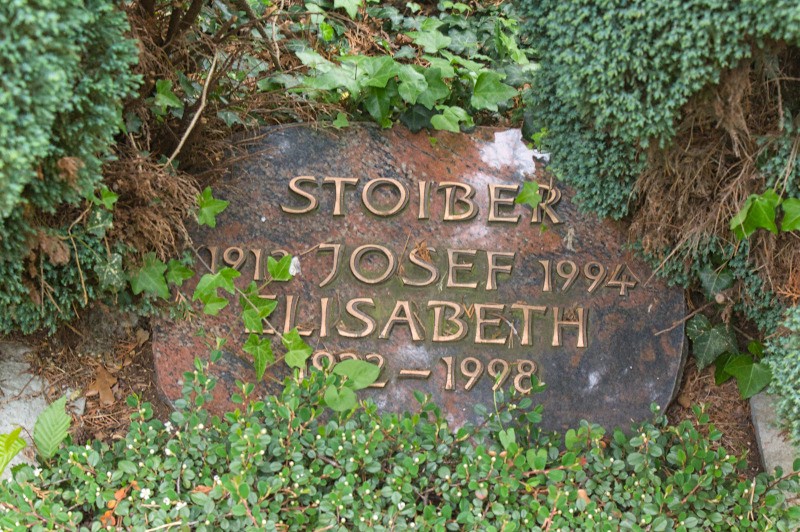 STOIBER
JOSEF 1994
ELISABETH
– 1998